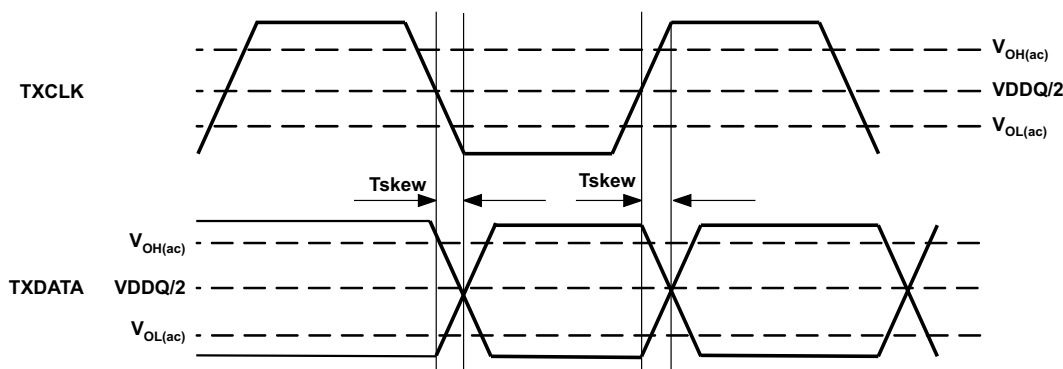 V_OH(ac)
TXCLK VDDQ/2
V_OL(ac)
Tskew Tskew
V_OH(ac)
TXDATA VDDQ/2
V_OL(ac)